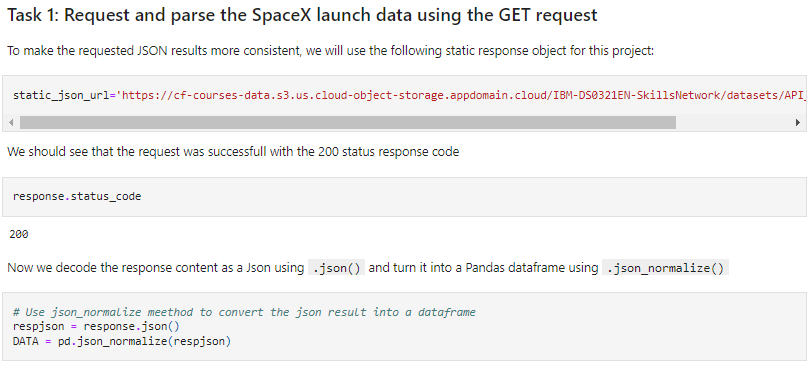 Task 1: Request and parse the SpaceX launch data using the GET request
To make the requested JSON results more consistent, we will use the following static response object for this project:
static_json_url='https://cf-courses-data.s3.us.cloud-object-storage.appdomain.cloud/IBM-DS0321EN-SkillsNetwork/datasets/API_
We should see that the request was successfull with the 200 status response code
response.status_code
200
Now we decode the response content as a Json using .json() and turn it into a Pandas dataframe using .json_normalize()
# Use json_normalize meethod to convert the json result into a dataframe
respjson = response.json()
DATA = pd.json_normalize(respjson)